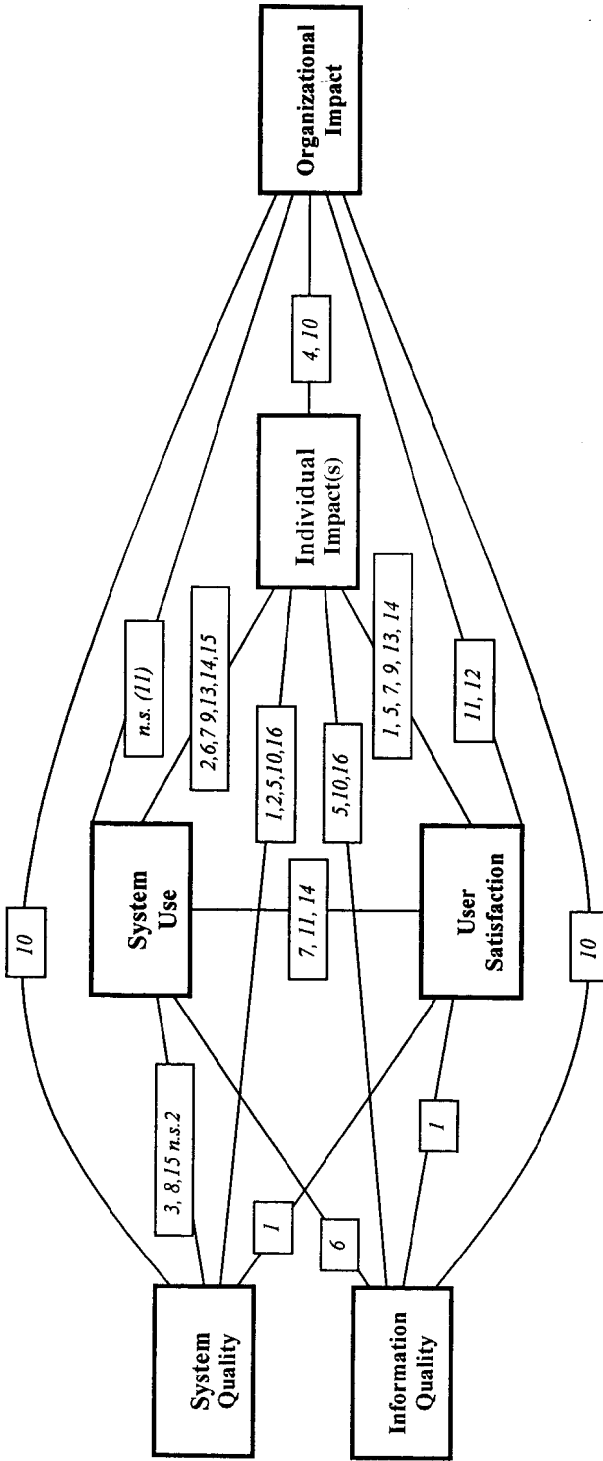 10
System
Quality
3, 8,15 n.s.2
System
Use
n.s. (11)
2,6,7 9,13,14,15
1,2,5,10,16
1
7, 11, 14
Individual
Impact(s)
4, 10
Organizational
Impact
6
5,10,16
Information
Quality
1
User
Satisfaction
1, 5, 7, 9, 13, 14
11, 12
10